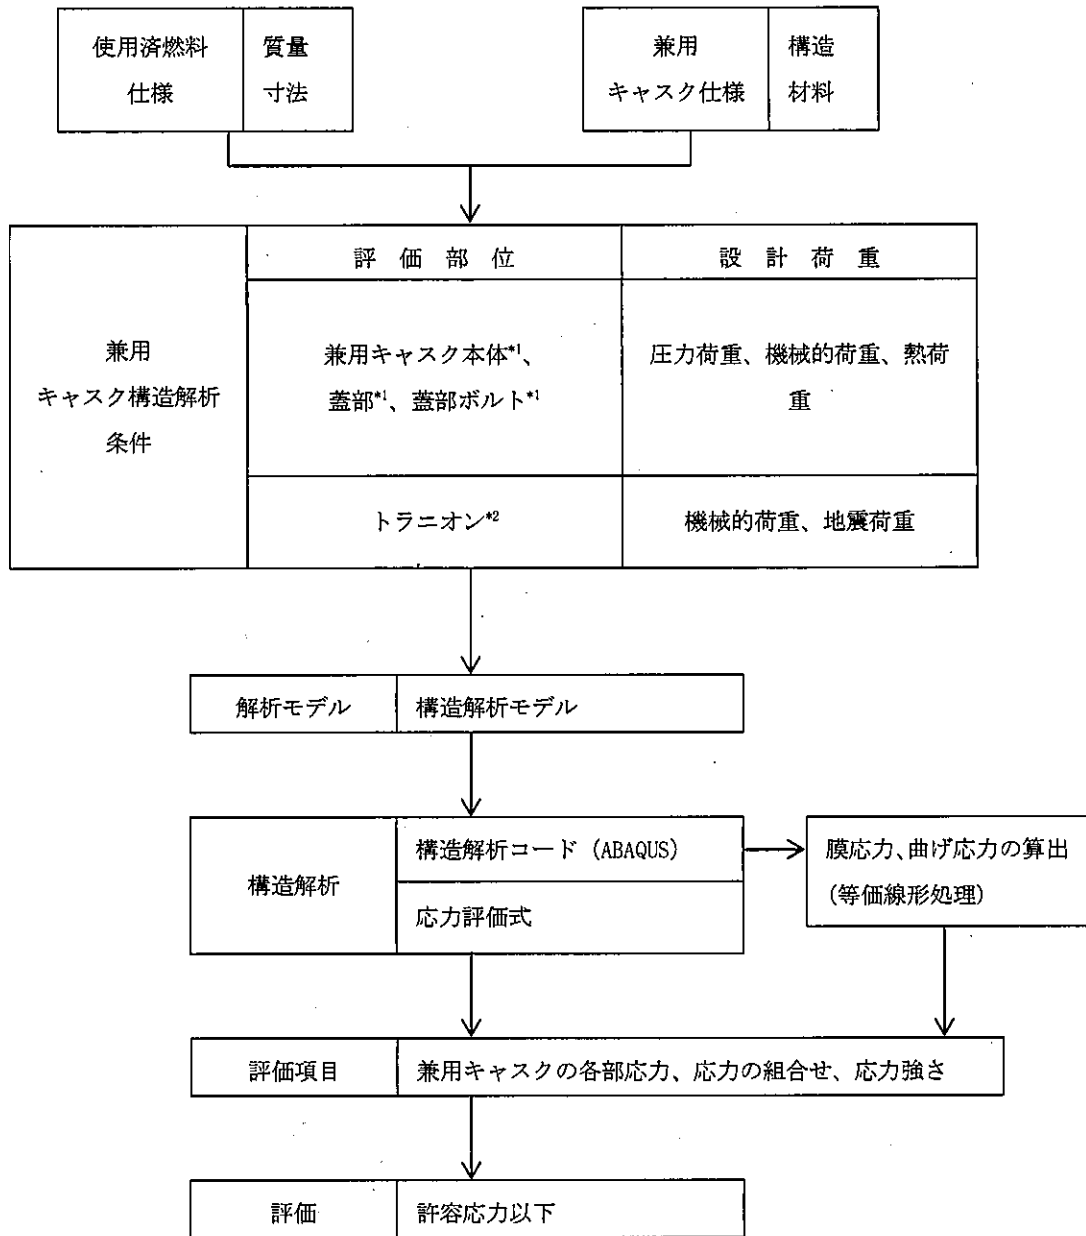 使用済燃料
仕様
質量
寸法
兼用
キャスク仕様
構造
材料
評価部位
設計荷重
兼用
キャスク構造解析
条件
兼用キャスク本体*1、
蓋部*1、蓋部ボルト*1
圧力荷重、機械的荷重、熱荷
重
トラニオン*2
機械的荷重、地震荷重
解析モデル
構造解析モデル
構造解析
構造解析コード (ABAQUS)
応力評価式
膜応力、曲げ応力の算出
(等価線形処理)
評価項目
兼用キャスクの各部応力、応力の組合せ、応力強さ
評価
許容応力以下